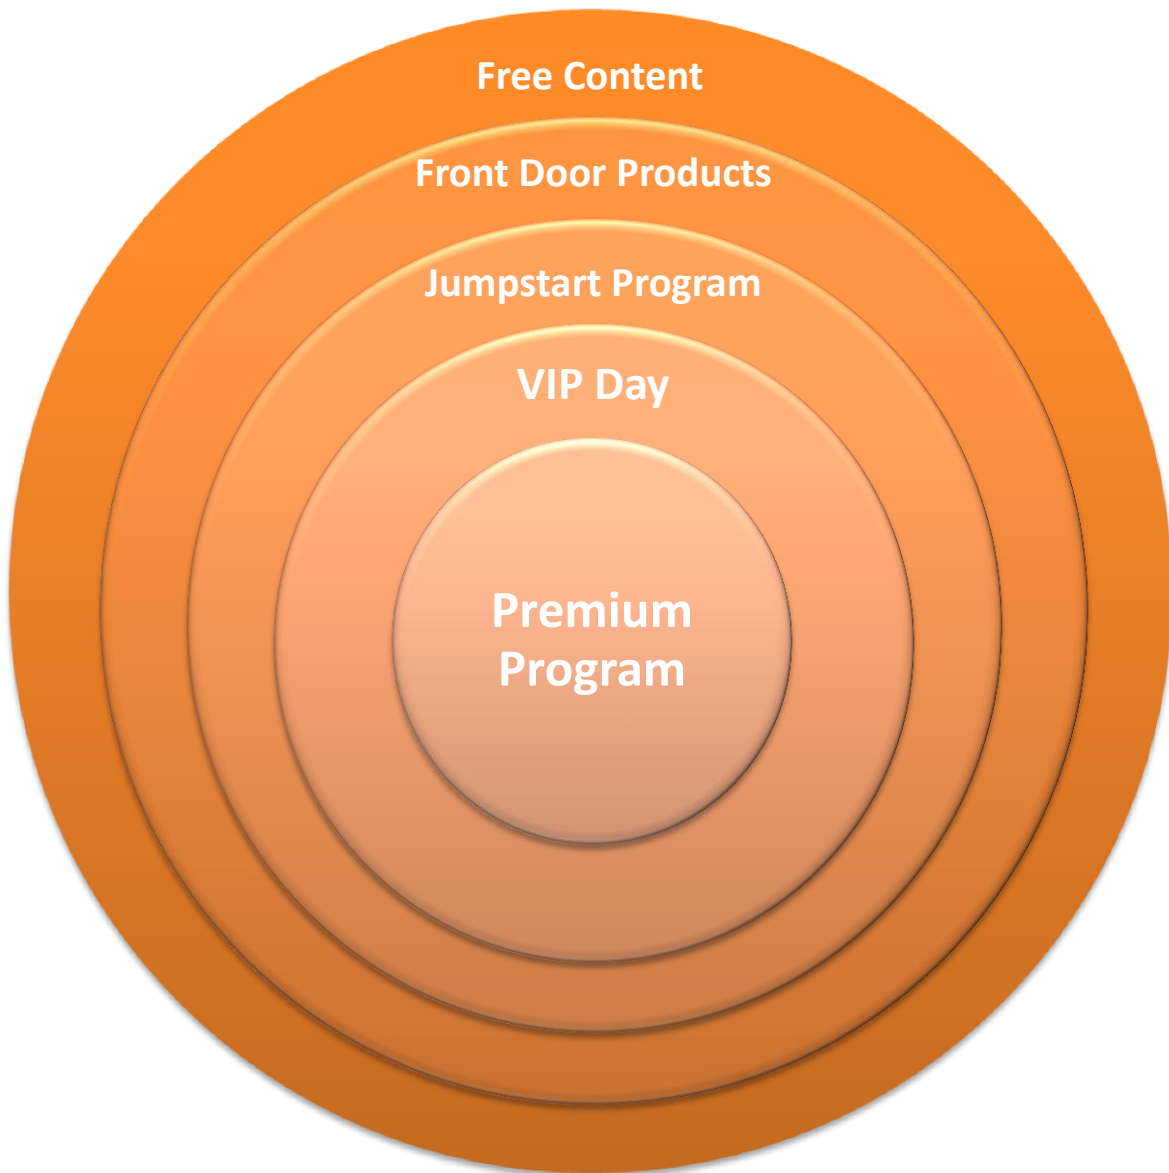 Free Content
Front Door Products
Jumpstart Program
VIP Day
Premium
Program